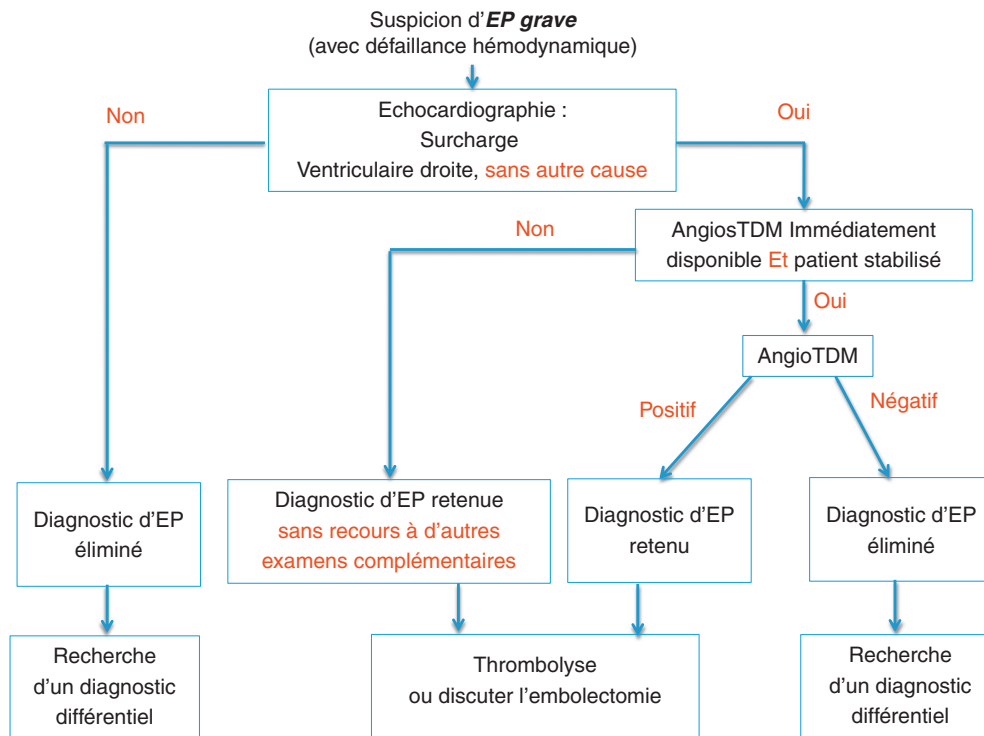 Suspicion d'EP grave
(avec défaillance hémodynamique)
Non
Echocardiographie :
Surcharge
Ventriculaire droite, sans autre cause
Oui
Non
AngiosTDM Immédiatement
disponible Et patient stabilisé
Oui
AngioTDM
Positif
Négatif
Diagnostic d'EP
éliminé
Diagnostic d'EP retenue
sans recours à d'autres
examens complémentaires
Diagnostic d'EP
retenu
Diagnostic d'EP
éliminé
Recherche
d'un diagnostic
différentiel
Thrombolyse
ou discuter l'embolectomie
Recherche
d'un diagnostic
différentiel